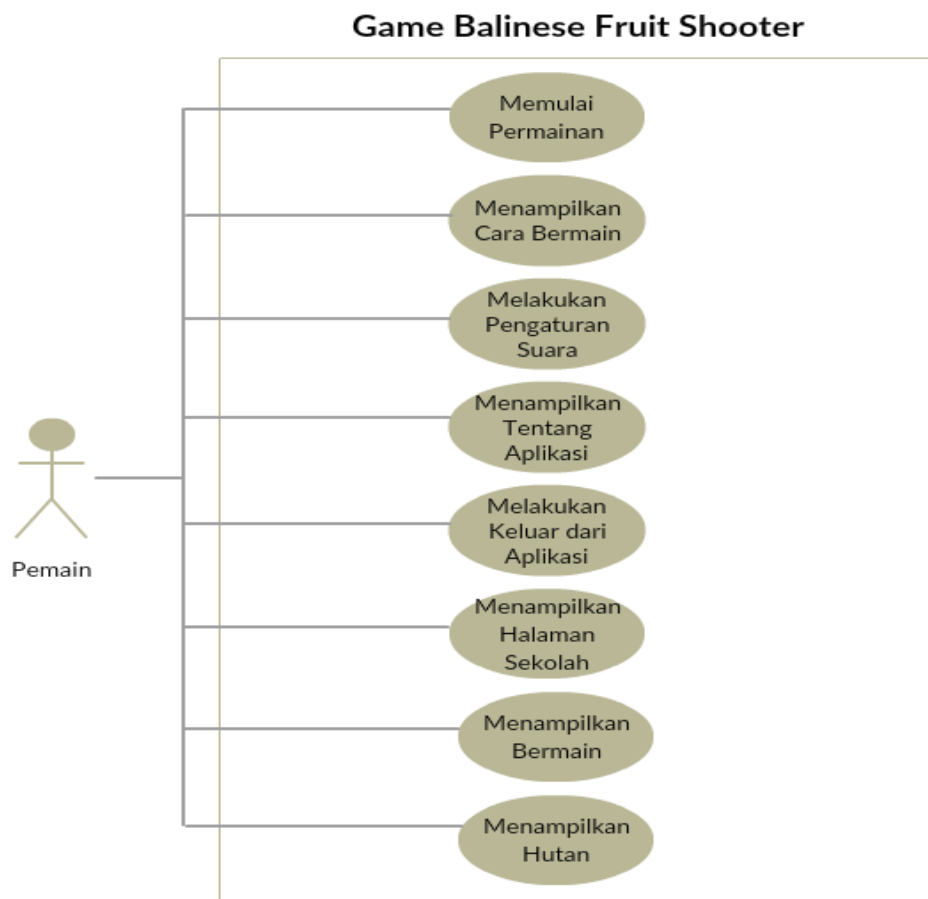 Game Balinese Fruit Shooter
Memulai
Permainan
Menampilkan
Cara Bermain
Melakukan
Pengaturan
Suara
Menampilkan
Tentang
Aplikasi
Melakukan
Keluar dari
Aplikasi
Pemain
Menampilkan
Halaman
Sekolah
Menampilkan
Bermain
Menampilkan
Hutan